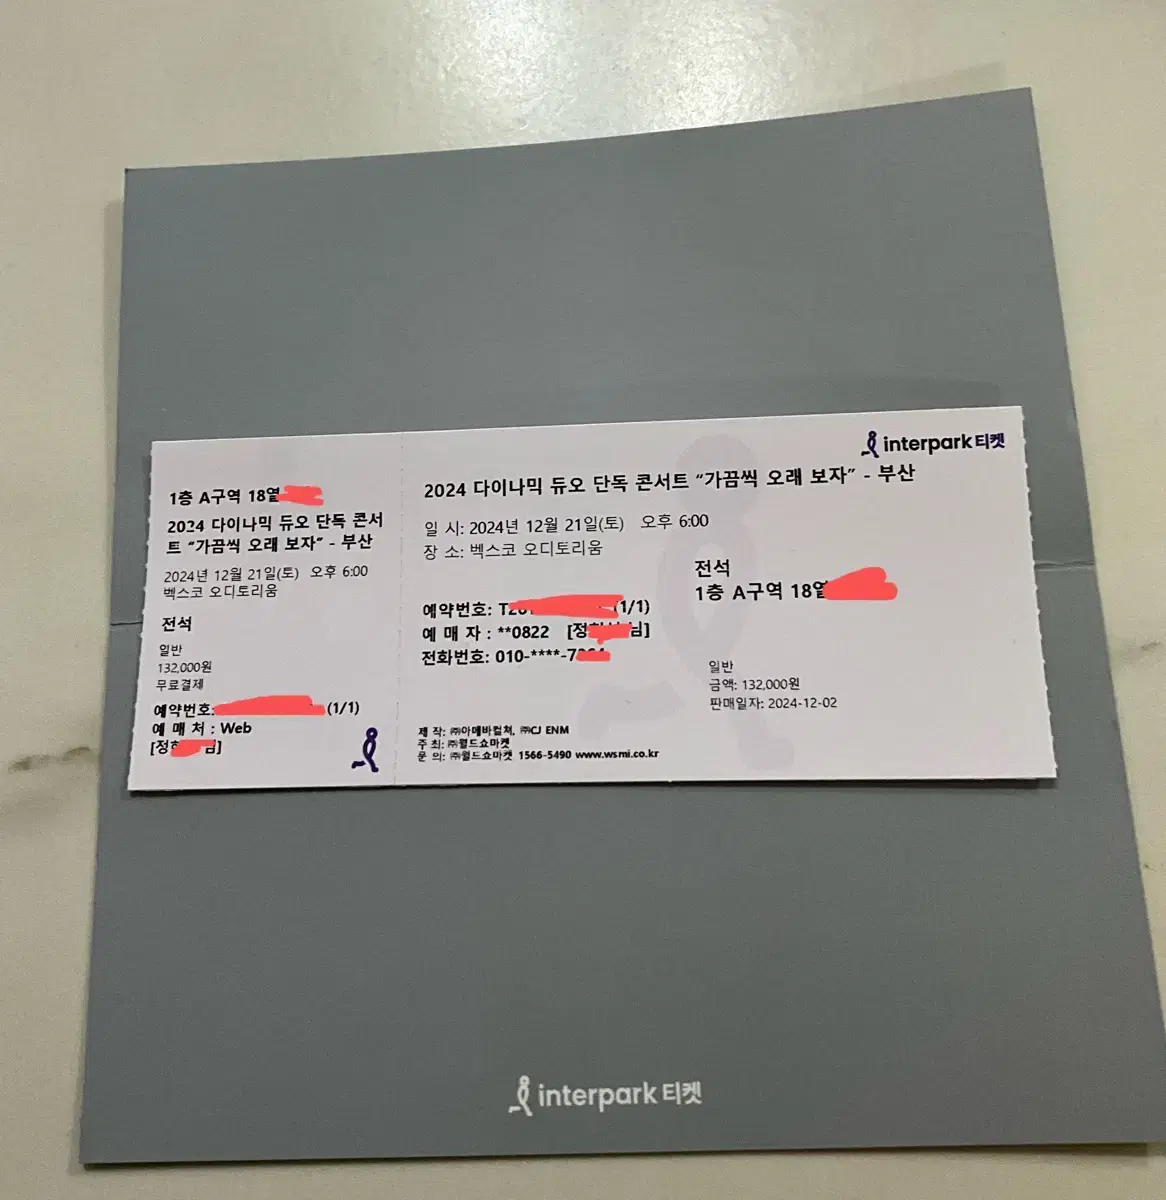 interpark 티켓
1층 A구역 18열
2024 다이나믹 듀오 단독 콘서
트 “가끔씩 오래 보자” - 부산
2024년 12월 21일(토) 오후 6:00
벡스코 오디토리움
전석
일반
132,000원
무료결제
예약번호: (1/1)
예 매 처 : Web
[정 님]
2024 다이나믹 듀오 단독 콘서트 “가끔씩 오래 보자” - 부산
일 시: 2024년 12월 21일(토) 오후 6:00
장 소: 벡스코 오디토리움
전석
1층 A구역 18열
예약번호: (1/1)
예 매 자 : **0822 [정 님]
전화번호: 010-****-7
일반
금액: 132,000원
판매일자: 2024-12-02
제 작: ㈜아메바컬쳐, ㈜CJ ENM
주 최: ㈜월드쇼마켓
문 의: ㈜월드쇼마켓 1566-5490 www.wsmi.co.kr
interpark 티켓